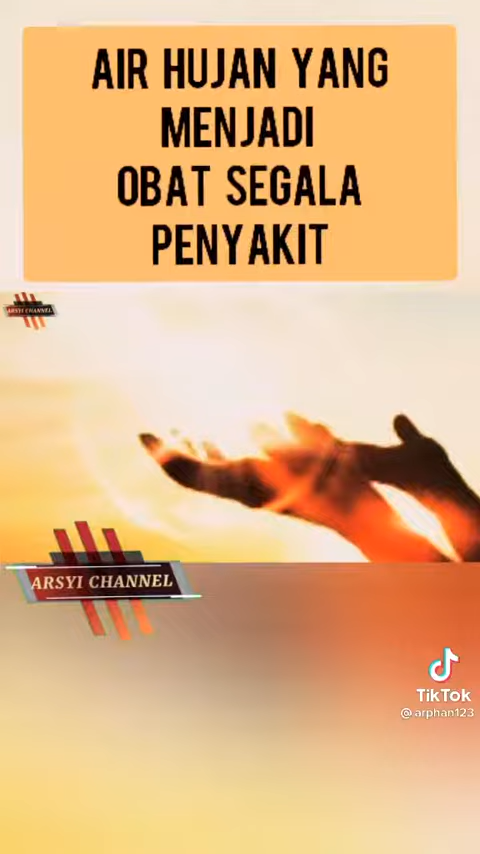 AIR HUJAN YANG
MENJADI
OBAT SEGALA
PENYAKIT
ARSYI CHANNEL
ARSYI CHANNEL
TikTok
@arphan123